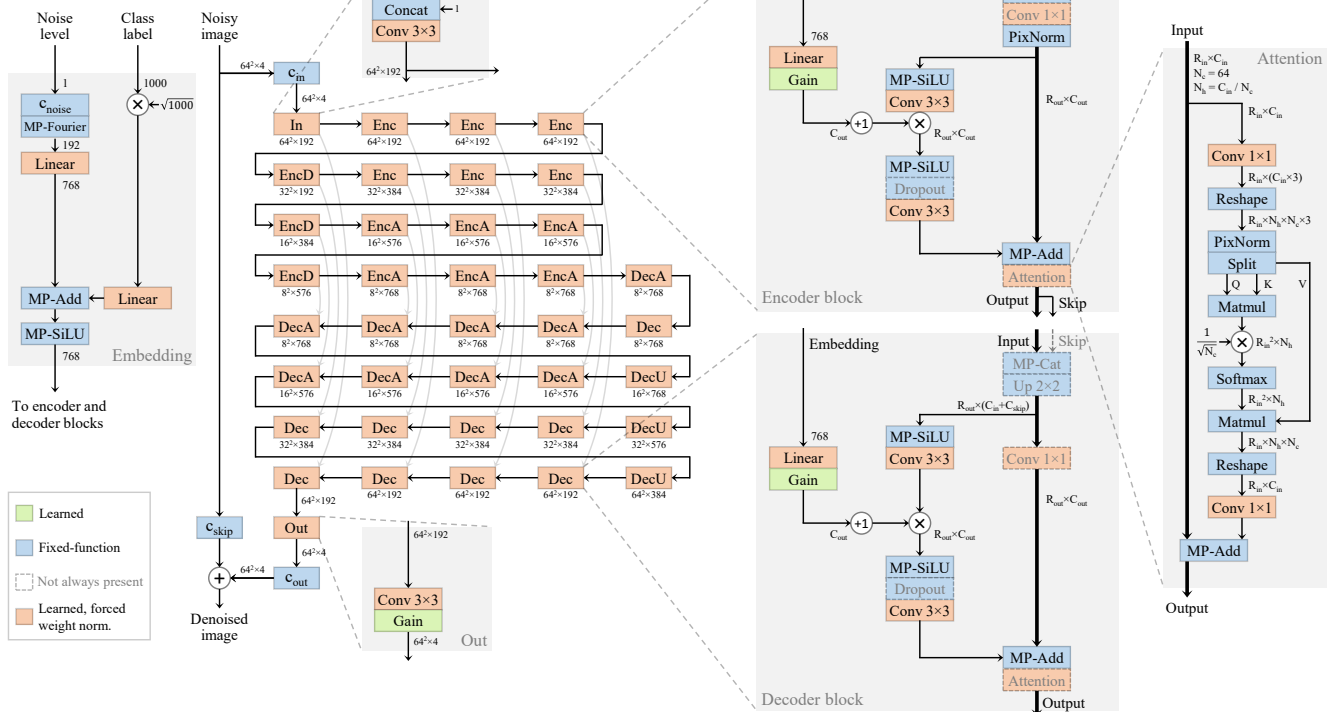 Noise
level
Class
label
Noisy
image
1
1000
c_noise
MP-Fourier
×
√1000
192
Linear
768
MP-Add
Linear
MP-SiLU
768
Embedding
To encoder and
decoder blocks
Learned
Fixed-function
Not always present
Learned, forced
weight norm.
64²×4
c_in
64²×4
Concat
1
Conv 3×3
64²×192
In
Enc
Enc
Enc
64²×192
64²×192
64²×192
64²×192
EncD
Enc
Enc
Enc
32²×192
32²×384
32²×384
32²×384
EncD
EncA
EncA
EncA
16²×384
16²×576
16²×576
16²×576
EncD
EncA
EncA
EncA
DecA
8²×576
8²×768
8²×768
8²×768
8²×768
DecA
DecA
DecA
DecA
Dec
8²×768
8²×768
8²×768
8²×768
8²×768
DecA
DecA
DecA
DecA
DecU
16²×576
16²×576
16²×576
16²×576
16²×768
Dec
Dec
Dec
Dec
DecU
32²×384
32²×384
32²×384
32²×384
32²×576
Dec
Dec
Dec
Dec
DecU
64²×192
64²×192
64²×192
64²×192
64²×384
c_skip
Out
64²×4
64²×4
+
c_out
Denoised
image
64²×192
Conv 3×3
Gain
64²×4
Out
768
Linear
Gain
Conv 1×1
PixNorm
MP-SiLU
Conv 3×3
R_out×C_out
C_out
+1
×
R_out×C_out
MP-SiLU
Dropout
Conv 3×3
MP-Add
Attention
Output
Skip
Encoder block
Embedding
Input
Skip
MP-Cat
Up 2×2
R_out×(C_in+C_skip)
768
Linear
Gain
MP-SiLU
Conv 3×3
Conv 1×1
R_out×C_out
C_out
+1
×
R_out×C_out
MP-SiLU
Dropout
Conv 3×3
MP-Add
Attention
Output
Decoder block
Input
Attention
R_in×C_in
N_c = 64
N_h = C_in / N_c
R_in×C_in
Conv 1×1
R_in×(C_in×3)
Reshape
R_in×N_h×N_c×3
PixNorm
Split
Q
K
V
Matmul
1
√N_c
×
R_in²×N_h
Softmax
R_in²×N_h
Matmul
R_in×N_h×N_c
Reshape
R_in×C_in
Conv 1×1
MP-Add
Output